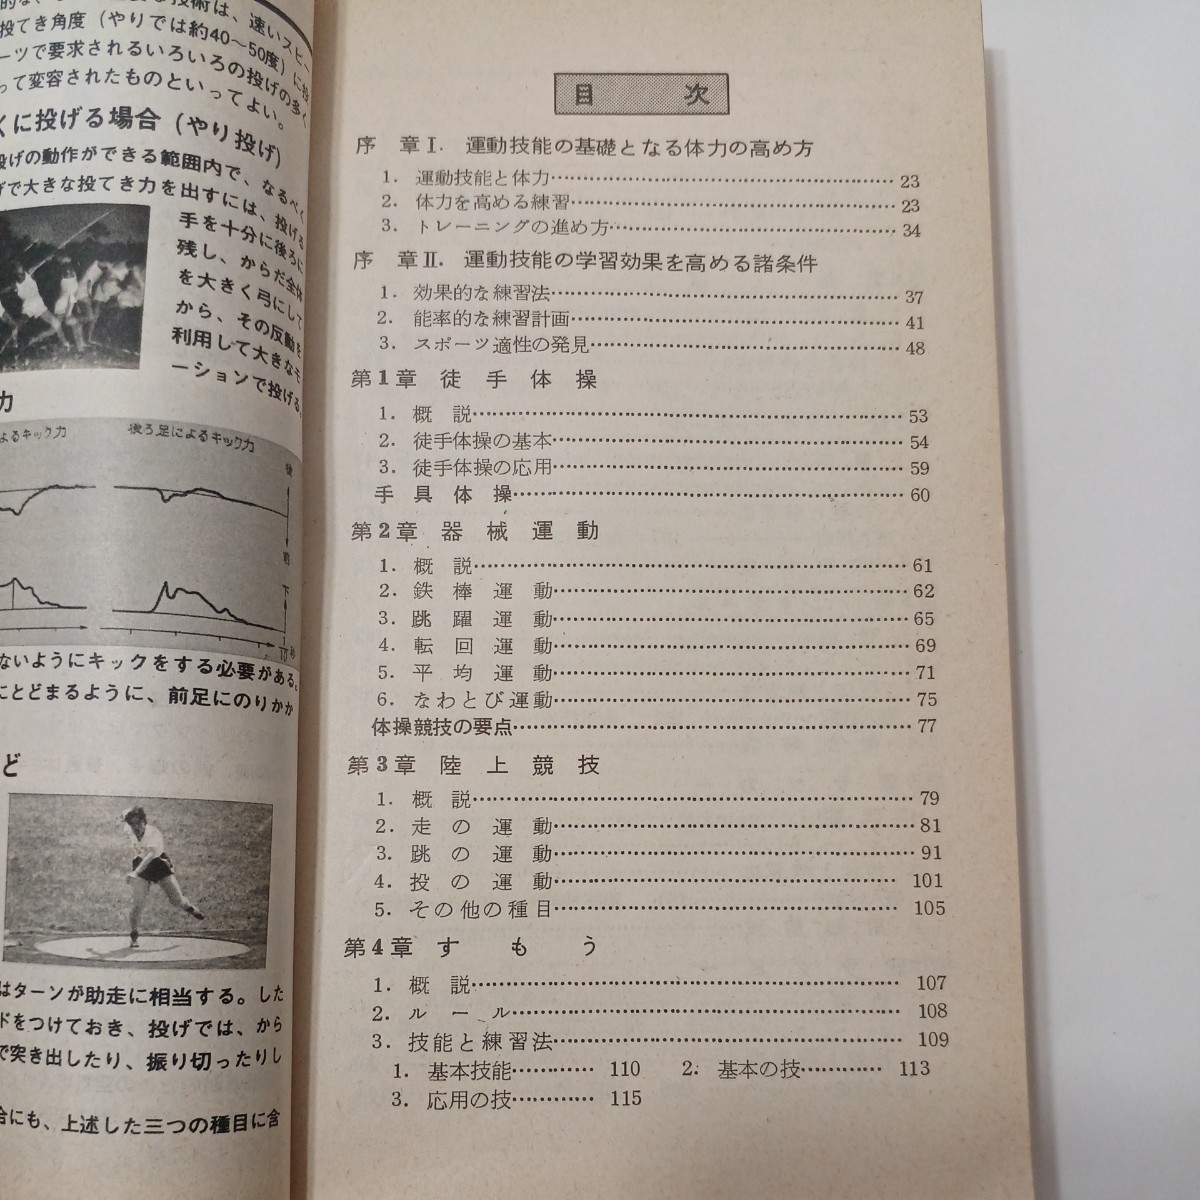 技術は、速いスピー
投てき角度（やりでは約40～50度）に投
ーツで要求されるいろいろの投げの多く
って変容されたものといってよい。
くに投げる場合（やり投げ）
投げの動作ができる範囲内で、なるべく
げで大きな投てき力を出すには、投げる
手を十分に後ろに
残し、からだ全体
を大きく弓にして
から、その反動を
利用して大きなモ
ーションで投げる。
力
よるキック力
後ろ足によるキック力
後
前
下
ないようにキックをする必要がある。
にとどまるように、前足にのりかか
ど
はターンが助走に相当する。した
ドをつけておき、投げでは、から
で突き出したり、振り切ったりし
合にも、上述した三つの種目に含
目次
序章Ⅰ. 運動技能の基礎となる体力の高め方
1. 運動技能と体力……23
2. 体力を高める練習……23
3. トレーニングの進め方……34
序章Ⅱ. 運動技能の学習効果を高める諸条件
1. 効果的な練習法……37
2. 能率的な練習計画……41
3. スポーツ適性の発見……48
第1章 徒手体操
1. 概説……53
2. 徒手体操の基本……54
3. 徒手体操の応用……59
手具体操……60
第2章 器械運動
1. 概説……61
2. 鉄棒運動……62
3. 跳躍運動……65
4. 転回運動……69
5. 平均運動……71
6. なわとび運動……75
体操競技の要点……77
第3章 陸上競技
1. 概説……79
2. 走の運動……81
3. 跳の運動……91
4. 投の運動……101
5. その他の種目……105
第4章 すもう
1. 概説……107
2. ルール……108
3. 技能と練習法……109
1. 基本技能……110 2. 基本の技……113
3. 応用の技……115